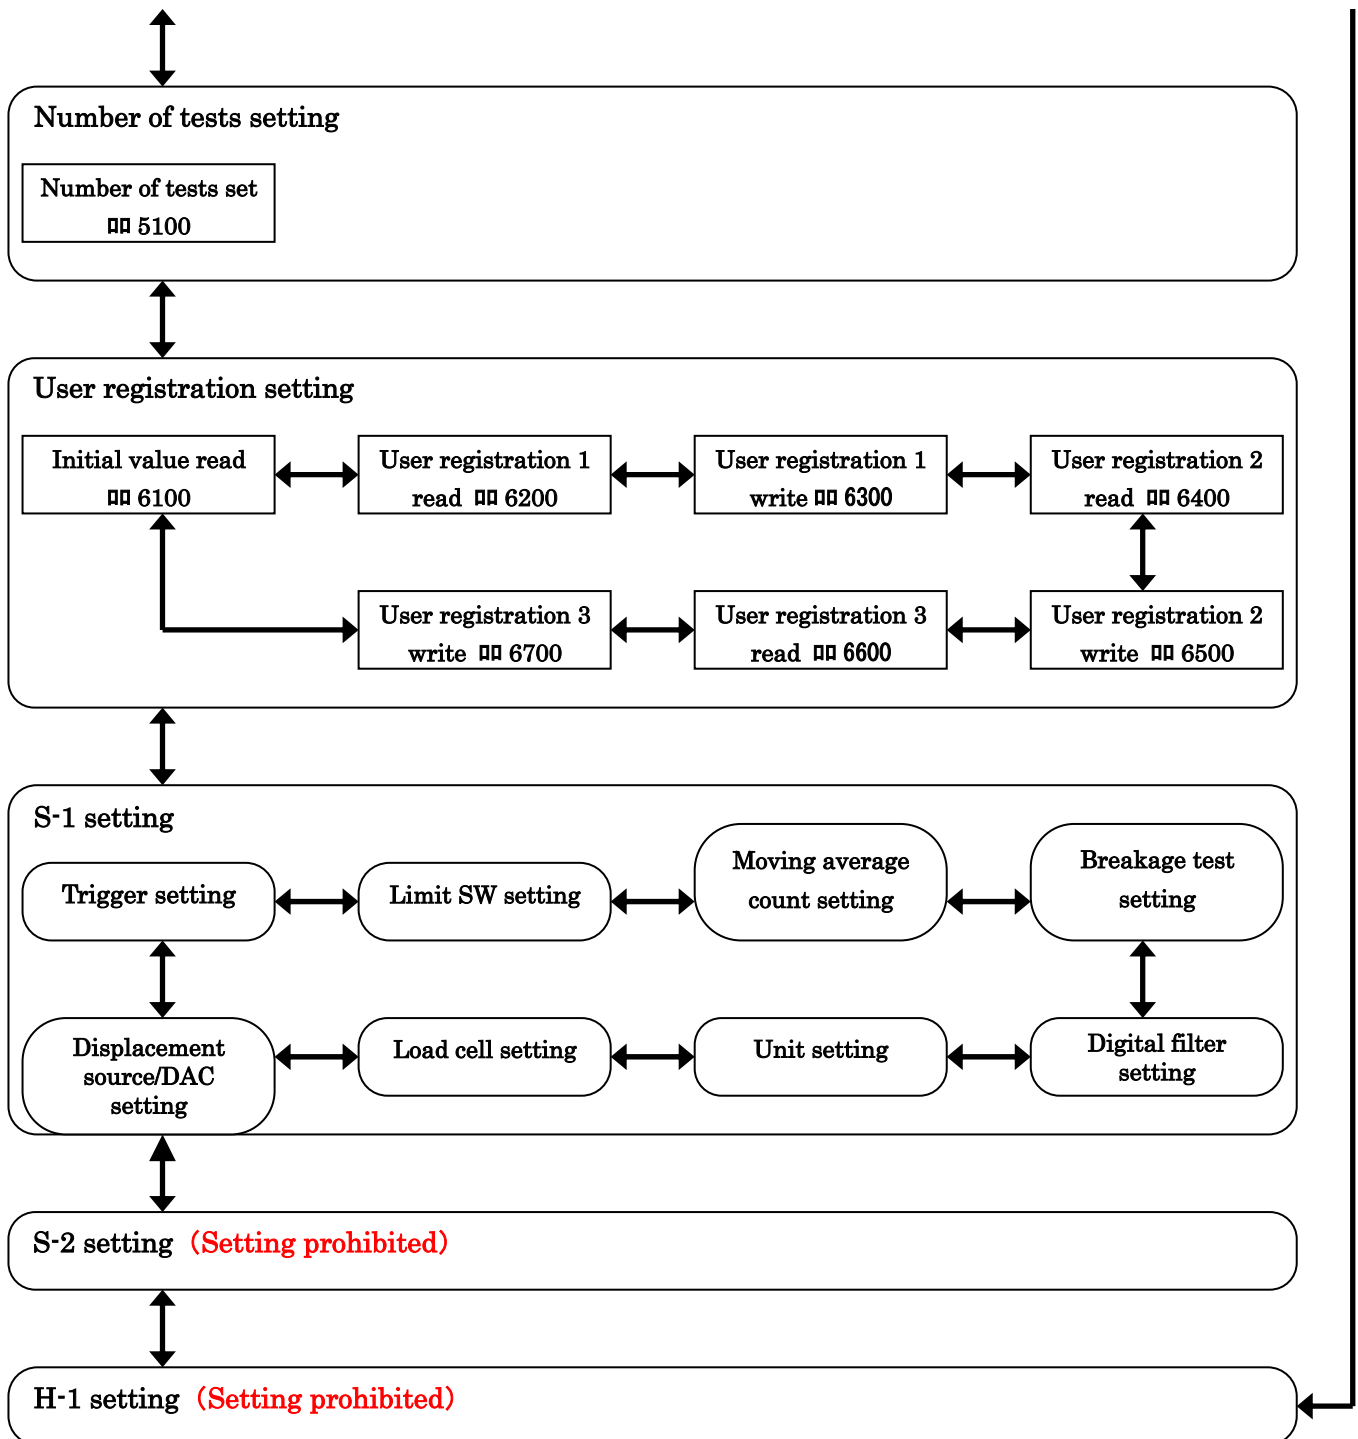 Number of tests setting
Number of tests set
㗊 5100
User registration setting
Initial value read
6100
User registration 1
read 6200
User registration 1
write 6300
User registration 2
read 6400
User registration 3
write 6700
User registration 3
read 6600
User registration 2
write 6500
S-1 setting
Trigger setting
Limit SW setting
Moving average
count setting
Breakage test
setting
Displacement
source/DAC
setting
Load cell setting
Unit setting
Digital filter
setting
S-2 setting（Setting prohibited）
H-1 setting（Setting prohibited）